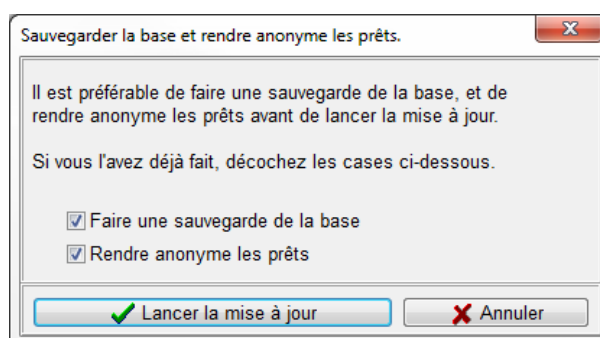 Sauvegarder la base et rendre anonyme les prêts.
Il est préférable de faire une sauvegarde de la base, et de
rendre anonyme les prêts avant de lancer la mise à jour.
Si vous l'avez déjà fait, décochez les cases ci-dessous.
Faire une sauvegarde de la base
Rendre anonyme les prêts
Lancer la mise à jour
Annuler